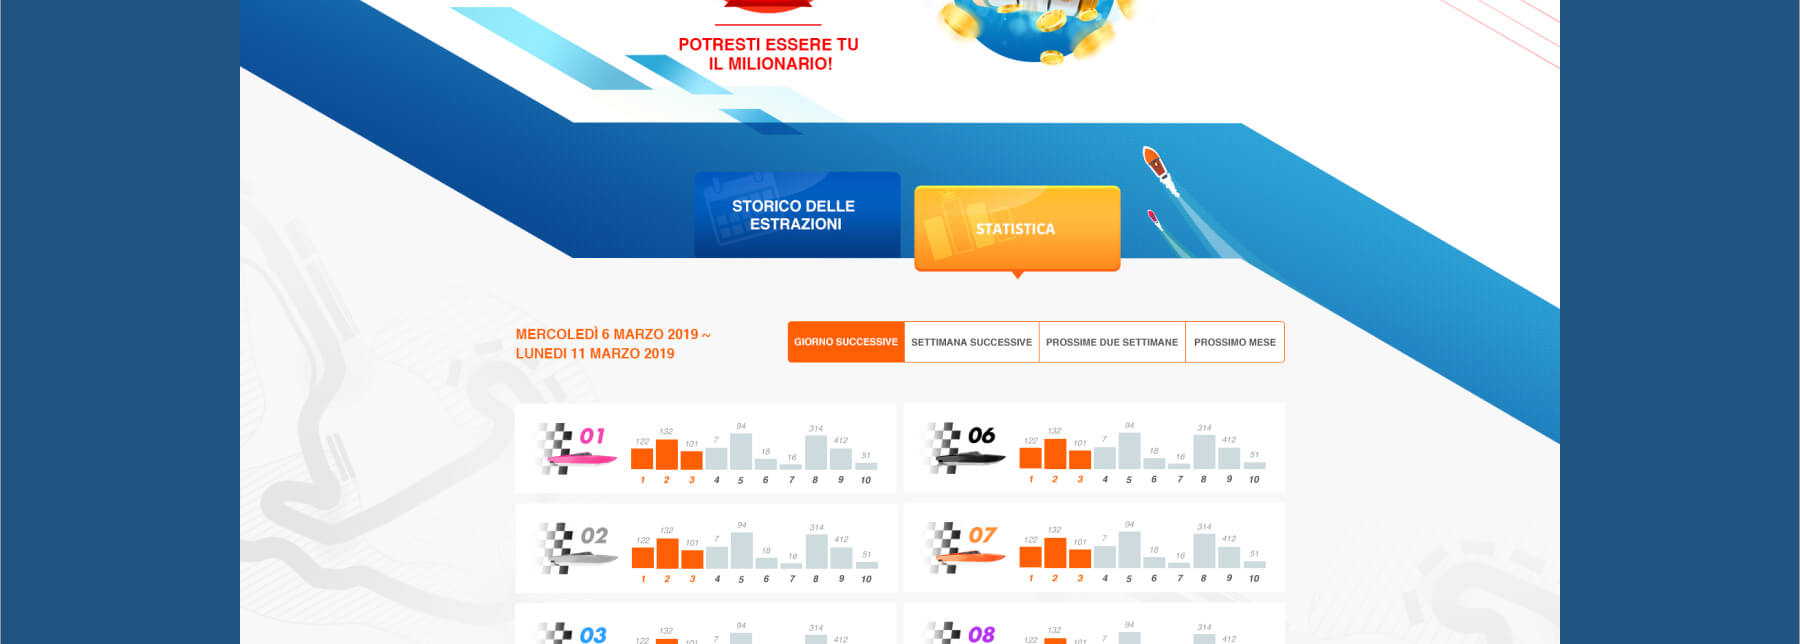 POTRESTI ESSERE TU
IL MILIONARIO!
STORICO DELLE
ESTRAZIONI
STATISTICA
MERCOLEDÌ 6 MARZO 2019 ~
LUNEDI 11 MARZO 2019
GIORNO SUCCESSIVE
SETTIMANA SUCCESSIVE
PROSSIME DUE SETTIMANE
PROSSIMO MESE
01
122 132 101 7 94 18 16 314 412 51
1 2 3 4 5 6 7 8 9 10
06
122 132 101 7 94 18 16 314 412 51
1 2 3 4 5 6 7 8 9 10
02
122 132 101 7 94 18 16 314 412 51
1 2 3 4 5 6 7 8 9 10
07
122 132 101 7 94 18 16 314 412 51
1 2 3 4 5 6 7 8 9 10
03
122 132 101 7 94 18 16 314 412 51
08
122 132 101 7 94 18 16 314 412 51